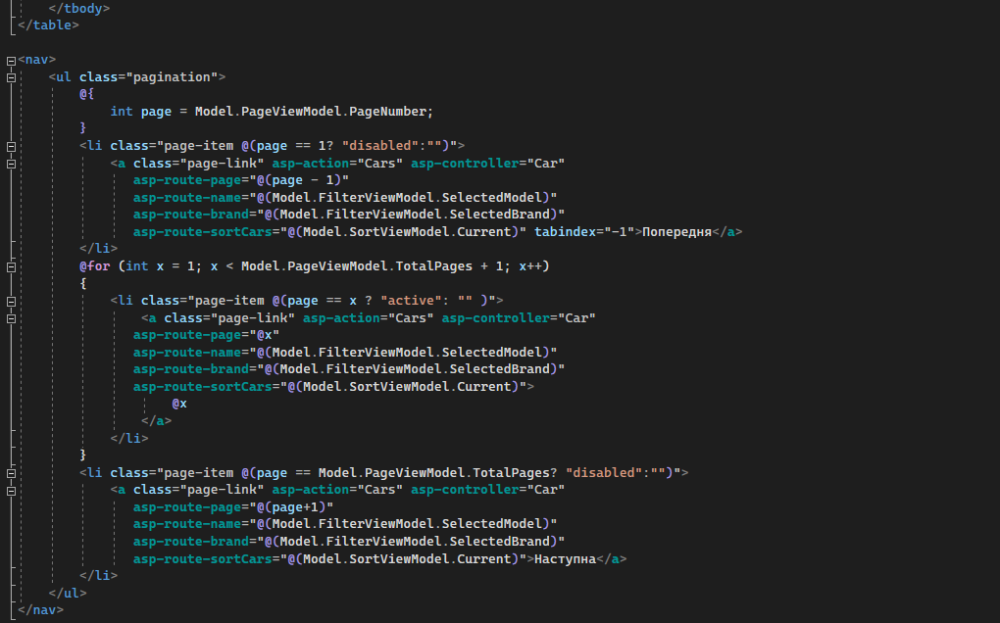 </tbody>
</table>
<nav>
<ul class="pagination">
@{
int page = Model.PageViewModel.PageNumber;
}
<li class="page-item @(page == 1? "disabled":"")">
<a class="page-link" asp-action="Cars" asp-controller="Car"
asp-route-page="@(page - 1)"
asp-route-name="@(Model.FilterViewModel.SelectedModel)"
asp-route-brand="@(Model.FilterViewModel.SelectedBrand)"
asp-route-sortCars="@(Model.SortViewModel.Current)" tabindex="-1">Попередня</a>
</li>
@for (int x = 1; x < Model.PageViewModel.TotalPages + 1; x++)
{
<li class="page-item @(page == x ? "active": "" )">
<a class="page-link" asp-action="Cars" asp-controller="Car"
asp-route-page="@x"
asp-route-name="@(Model.FilterViewModel.SelectedModel)"
asp-route-brand="@(Model.FilterViewModel.SelectedBrand)"
asp-route-sortCars="@(Model.SortViewModel.Current)">
@x
</a>
</li>
}
<li class="page-item @(page == Model.PageViewModel.TotalPages? "disabled":"")">
<a class="page-link" asp-action="Cars" asp-controller="Car"
asp-route-page="@(page+1)"
asp-route-name="@(Model.FilterViewModel.SelectedModel)"
asp-route-brand="@(Model.FilterViewModel.SelectedBrand)"
asp-route-sortCars="@(Model.SortViewModel.Current)">Наступна</a>
</li>
</ul>
</nav>